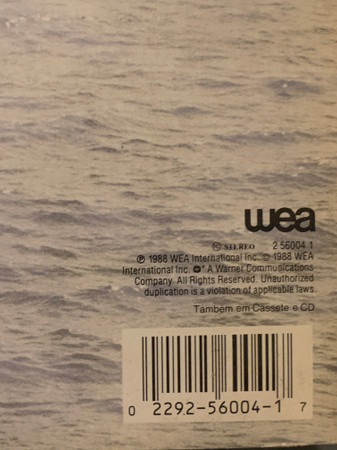 wea
STEREO 2 56004 1
℗ 1988 WEA International Inc. © 1988 WEA
International Inc. * A Warner Communications
Company. All Rights Reserved. Unauthorized
duplication is a violation of applicable laws.
Também em Cassete e CD
0 2292-56004-1 7